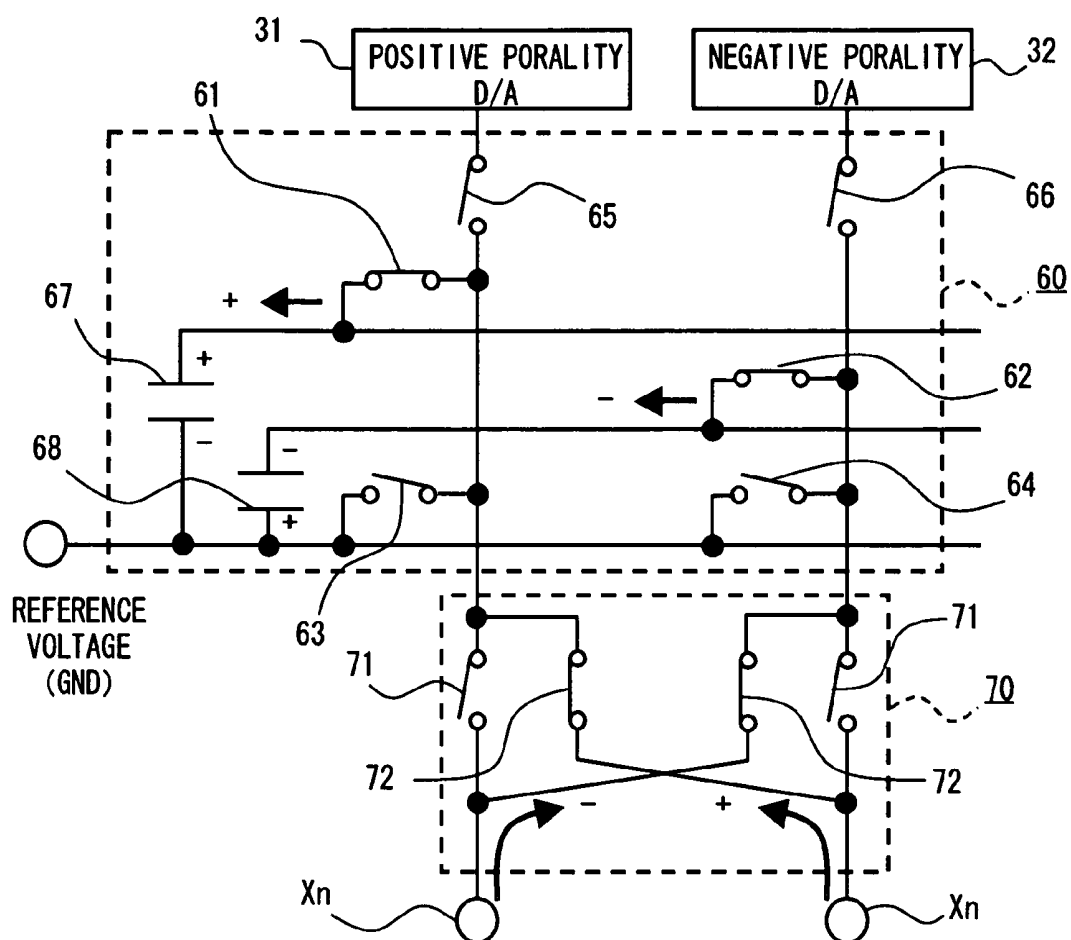 31
POSITIVE PORALITY
D/A
NEGATIVE PORALITY
D/A
32
61
65
66
60
67
+
+
-
62
-
68
-
+
64
63
REFERENCE
VOLTAGE
(GND)
71
71
70
72
72
-
+
Xn
Xn